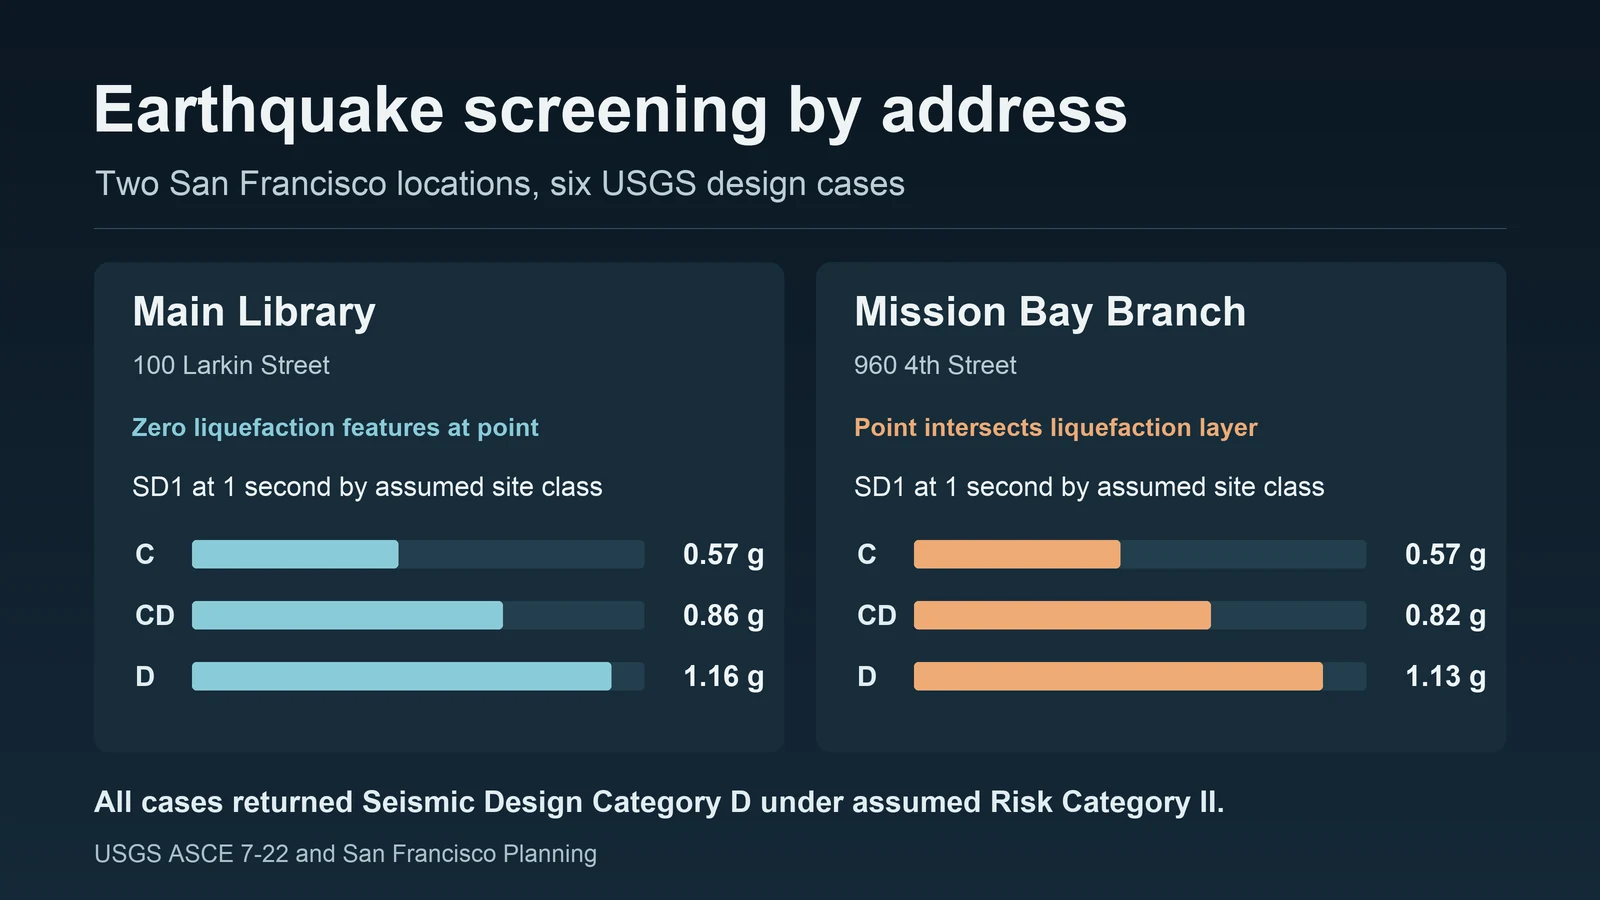 Earthquake screening by address
Two San Francisco locations, six USGS design cases
Main Library
100 Larkin Street
Zero liquefaction features at point
SD1 at 1 second by assumed site class
C 0.57 g
CD 0.86 g
D 1.16 g
Mission Bay Branch
960 4th Street
Point intersects liquefaction layer
SD1 at 1 second by assumed site class
C 0.57 g
CD 0.82 g
D 1.13 g
All cases returned Seismic Design Category D under assumed Risk Category II.
USGS ASCE 7-22 and San Francisco Planning